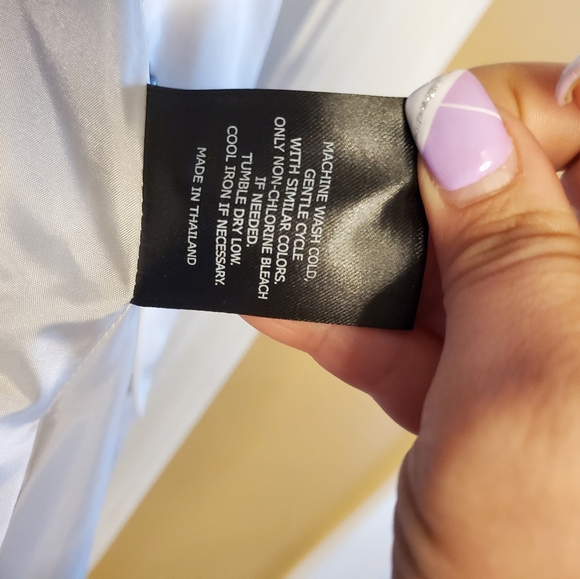 MACHINE WASH COLD,
GENTLE CYCLE
WITH SIMILAR COLORS.
ONLY NON-CHLORINE BLEACH
IF NEEDED.
TUMBLE DRY LOW.
COOL IRON IF NECESSARY.
MADE IN THAILAND